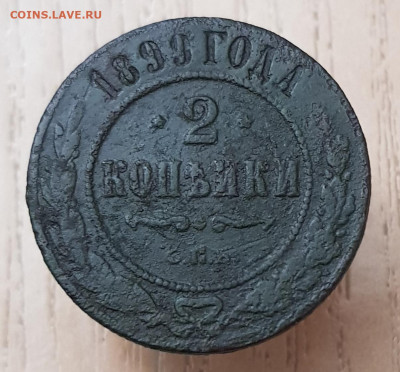 COINS.LAVE.RU
1899 ГОДА
2
КОПѢЙКИ
С.П.Б.